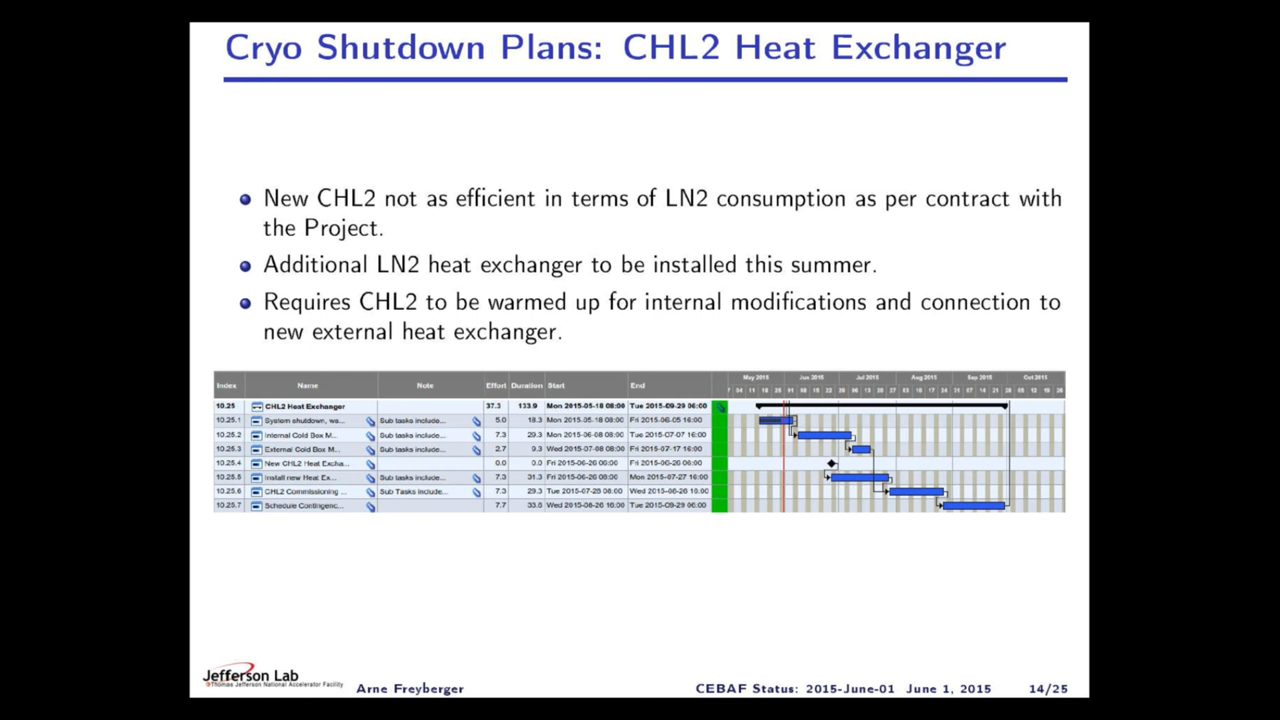 Cryo Shutdown Plans: CHL2 Heat Exchanger
New CHL2 not as efficient in terms of LN2 consumption as per contract with
the Project.
Additional LN2 heat exchanger to be installed this summer.
Requires CHL2 to be warmed up for internal modifications and connection to
new external heat exchanger.
Index Name Note Effort Duration Start End May 2015 Jun 2015 Jul 2015 Aug 2015 Sep 2015 Oct 2015
10.25 CHL2 Heat Exchanger 37.3 133.9 Mon 2015-05-18 08:00 Tue 2015-09-29 06:00
10.25.1 System shutdown, wa... Sub tasks include... 5.0 18.3 Mon 2015-05-18 08:00 Fri 2015-06-05 16:00
10.25.2 Internal Cold Box M... Sub tasks include... 7.3 29.3 Mon 2015-06-08 08:00 Tue 2015-07-07 16:00
10.25.3 External Cold Box M... Sub tasks include... 2.7 9.3 Wed 2015-07-08 08:00 Fri 2015-07-17 16:00
10.25.4 New CHL2 Heat Excha... 0.0 0.0 Fri 2015-06-26 08:00 Fri 2015-06-26 08:00
10.25.5 Install new Heat Ex... Sub tasks include... 7.3 31.3 Fri 2015-06-26 08:00 Mon 2015-07-27 16:00
10.25.6 CHL2 Commissioning ... Sub Tasks include... 7.3 29.3 Tue 2015-07-28 08:00 Wed 2015-08-26 16:00
10.25.7 Schedule Contingenc... 7.7 33.6 Wed 2015-08-26 16:00 Tue 2015-09-29 06:00
Jefferson Lab
Thomas Jefferson National Accelerator Facility
Arne Freyberger CEBAF Status: 2015-June-01 June 1, 2015 14/25